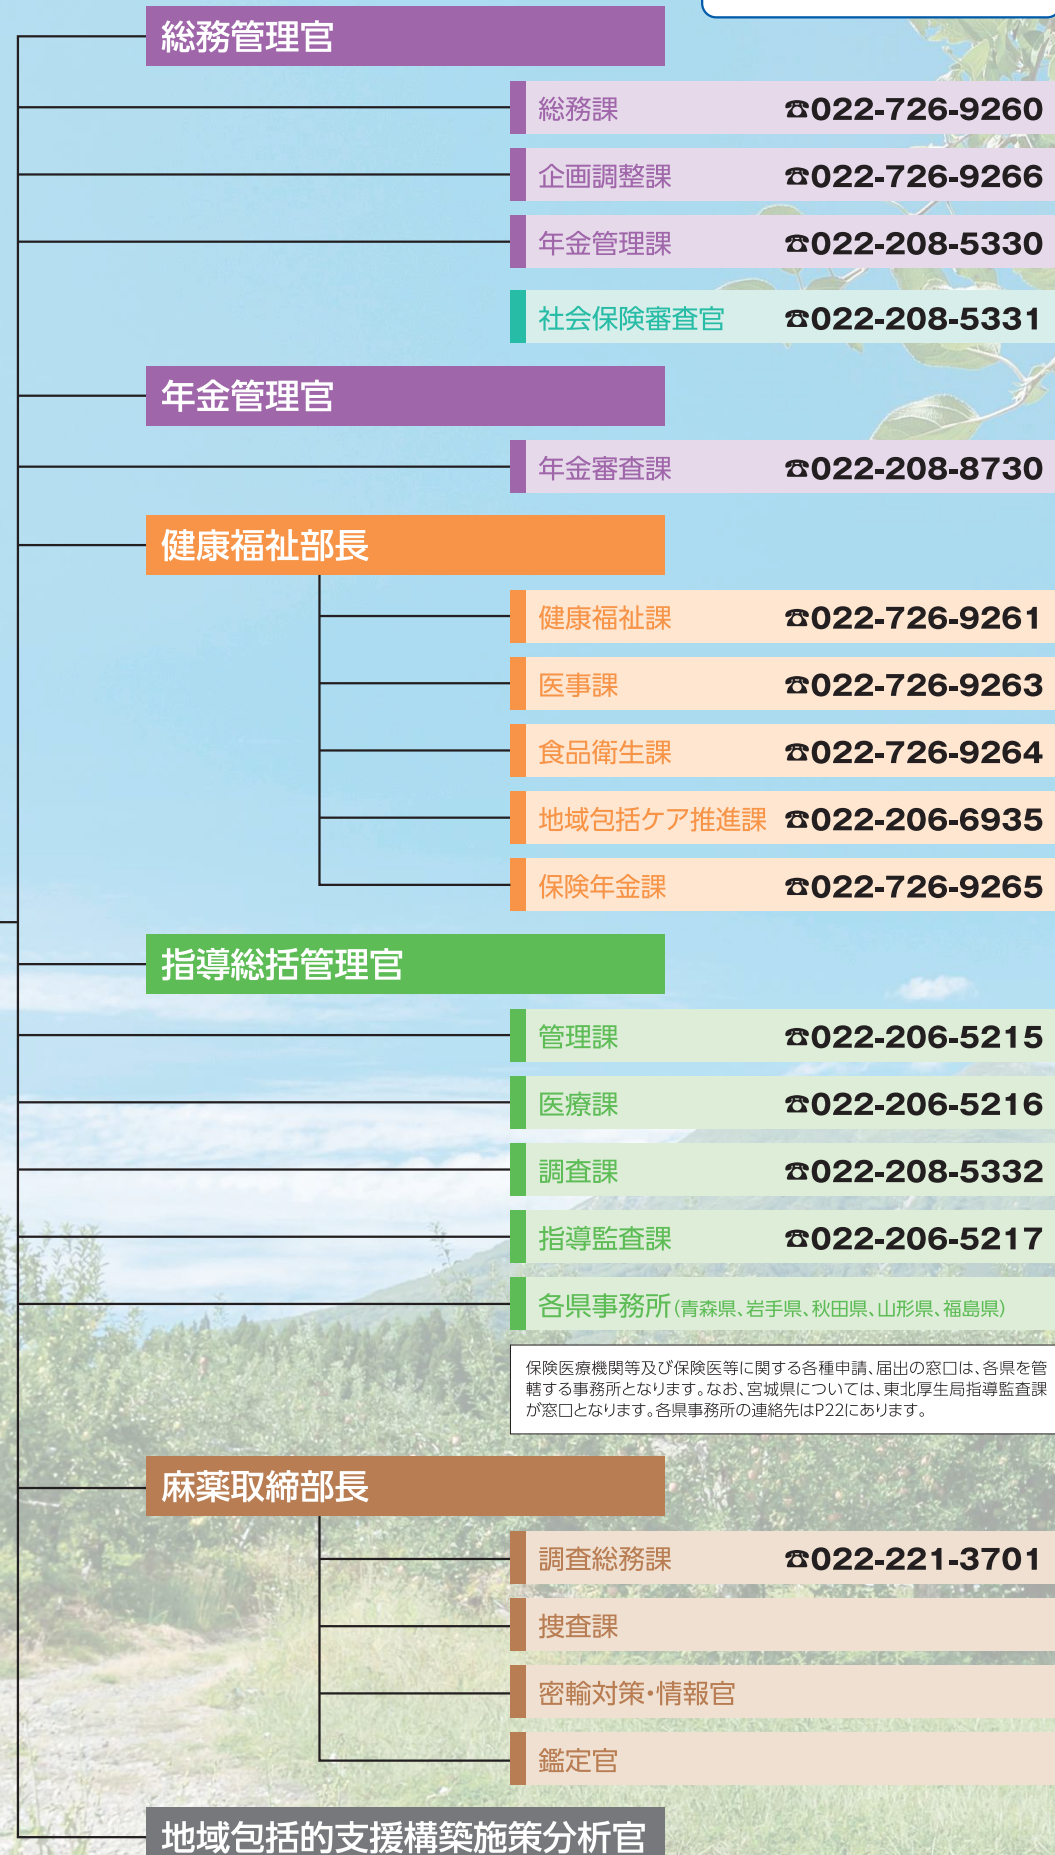 総務管理官
総務課 ☎022-726-9260
企画調整課 ☎022-726-9266
年金管理課 ☎022-208-5330
社会保険審査官 ☎022-208-5331
年金管理官
年金審査課 ☎022-208-8730
健康福祉部長
健康福祉課 ☎022-726-9261
医事課 ☎022-726-9263
食品衛生課 ☎022-726-9264
地域包括ケア推進課 ☎022-206-6935
保険年金課 ☎022-726-9265
指導総括管理官
管理課 ☎022-206-5215
医療課 ☎022-206-5216
調査課 ☎022-208-5332
指導監査課 ☎022-206-5217
各県事務所(青森県、岩手県、秋田県、山形県、福島県)
保険医療機関等及び保険医等に関する各種申請、届出の窓口は、各県を管
轄する事務所となります。なお、宮城県については、東北厚生局指導監査課
が窓口となります。各県事務所の連絡先はP22にあります。
麻薬取締部長
調査総務課 ☎022-221-3701
捜査課
密輸対策・情報官
鑑定官
地域包括的支援構築施策分析官